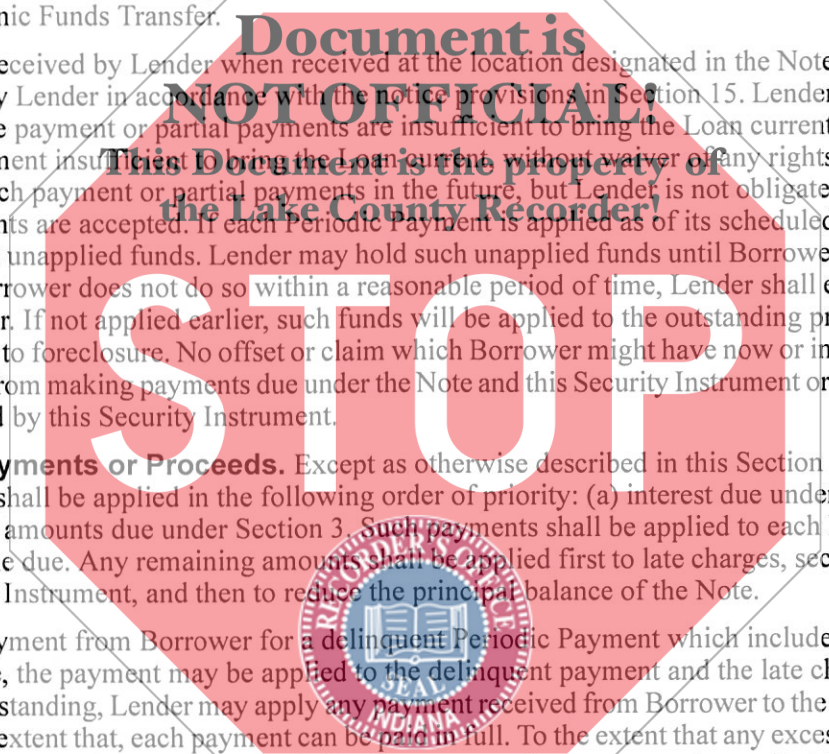 nic Funds Transfer.
Document is
eceived by Lender when received at the location designated in the Note
NOT OFFICIAL!
y Lender in accordance with the notice provisions in Section 15. Lender
e payment or partial payments are insufficient to bring the Loan current
This Document is the property of
ment insufficient to bring the Loan current, without waiver of any rights
ch payment or partial payments in the future, but Lender is not obligate
the Lake County Recorder!
nts are accepted. If each Periodic Payment is applied as of its scheduled
unapplied funds. Lender may hold such unapplied funds until Borrowe
rrower does not do so within a reasonable period of time, Lender shall e
r. If not applied earlier, such funds will be applied to the outstanding pr
to foreclosure. No offset or claim which Borrower might have now or in
rom making payments due under the Note and this Security Instrument or
STOP
by this Security Instrument.
yments or Proceeds. Except as otherwise described in this Section
shall be applied in the following order of priority: (a) interest due under
amounts due under Section 3. Such payments shall be applied to each
e due. Any remaining amounts shall be applied first to late charges, sec
Instrument, and then to reduce the principal balance of the Note.
yment from Borrower for a delinquent Periodic Payment which include
, the payment may be applied to the delinquent payment and the late cl
standing, Lender may apply any payment received from Borrower to the
extent that, each payment can be paid in full. To the extent that any exce
RECORDER'S OFFICE
SEAL
INDIANA